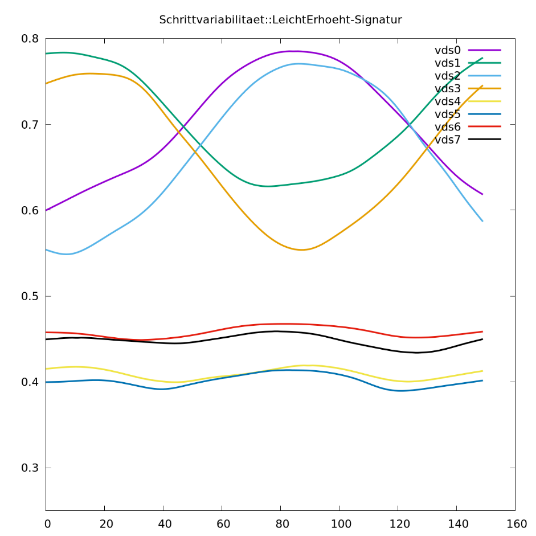 Schrittvariabilitaet::LeichtErhoeht-Signatur
0.8
0.7
0.6
0.5
0.4
0.3
vds0
vds1
vds2
vds3
vds4
vds5
vds6
vds7
0 20 40 60 80 100 120 140 160